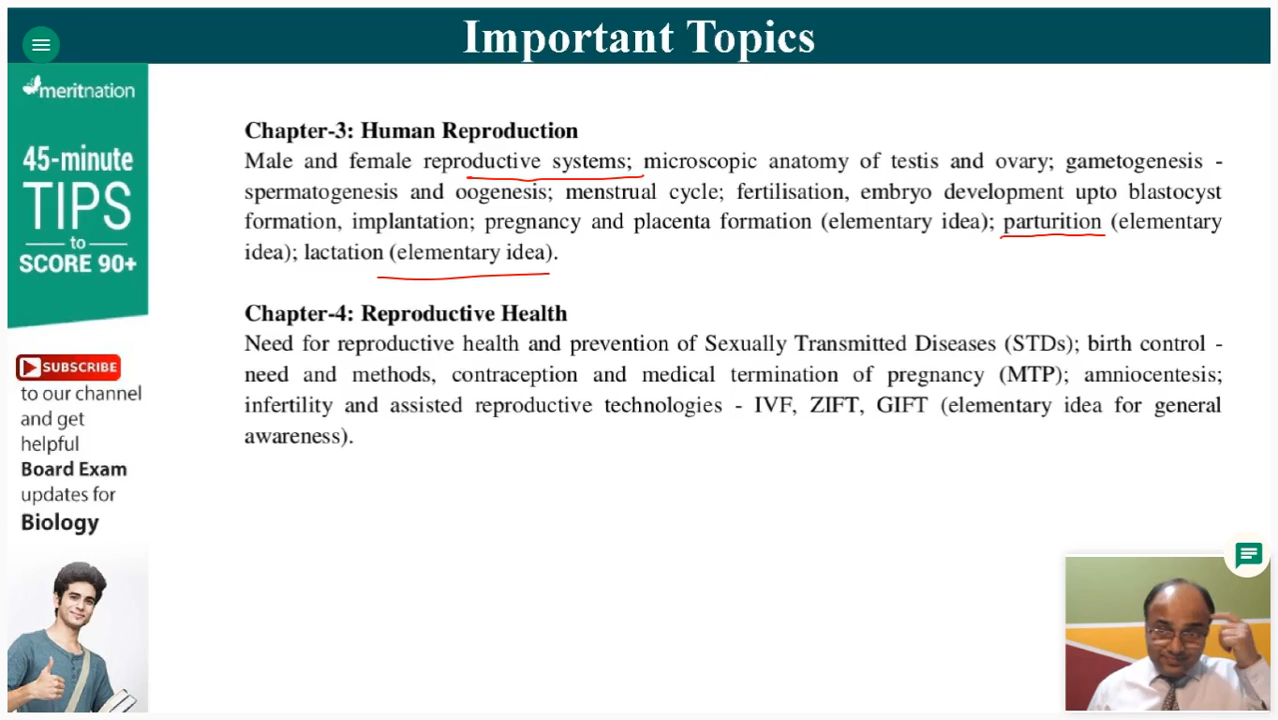 Important Topics
meritnation
45-minute
TIPS
to
SCORE 90+
SUBSCRIBE
to our channel
and get
helpful
Board Exam
updates for
Biology
Chapter-3: Human Reproduction
Male and female reproductive systems; microscopic anatomy of testis and ovary; gametogenesis -
spermatogenesis and oogenesis; menstrual cycle; fertilisation, embryo development upto blastocyst
formation, implantation; pregnancy and placenta formation (elementary idea); parturition (elementary
idea); lactation (elementary idea).
Chapter-4: Reproductive Health
Need for reproductive health and prevention of Sexually Transmitted Diseases (STDs); birth control -
need and methods, contraception and medical termination of pregnancy (MTP); amniocentesis;
infertility and assisted reproductive technologies - IVF, ZIFT, GIFT (elementary idea for general
awareness).